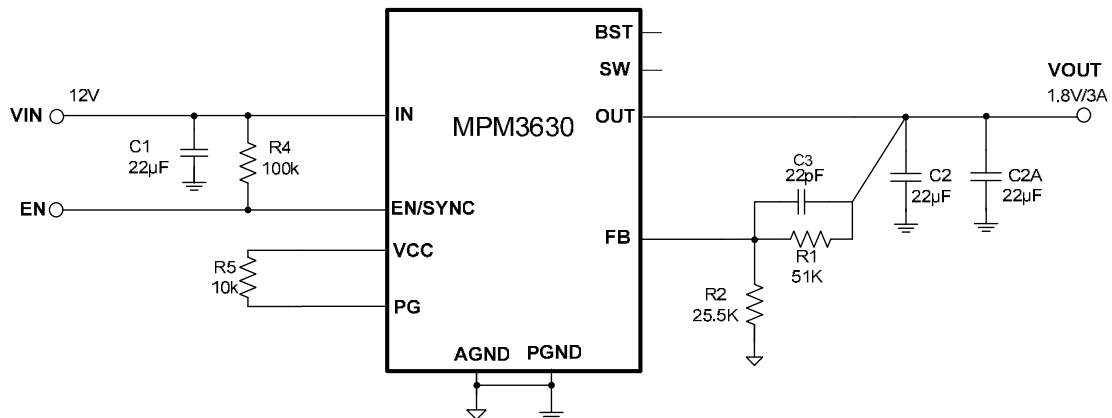 BST
SW
VOUT
1.8V/3A
12V
VIN
IN
MPM3630
OUT
C1
22µF
R4
100k
C3
22pF
C2
22µF
C2A
22µF
EN
EN/SYNC
FB
R1
51K
VCC
R5
10k
PG
R2
25.5K
AGND
PGND